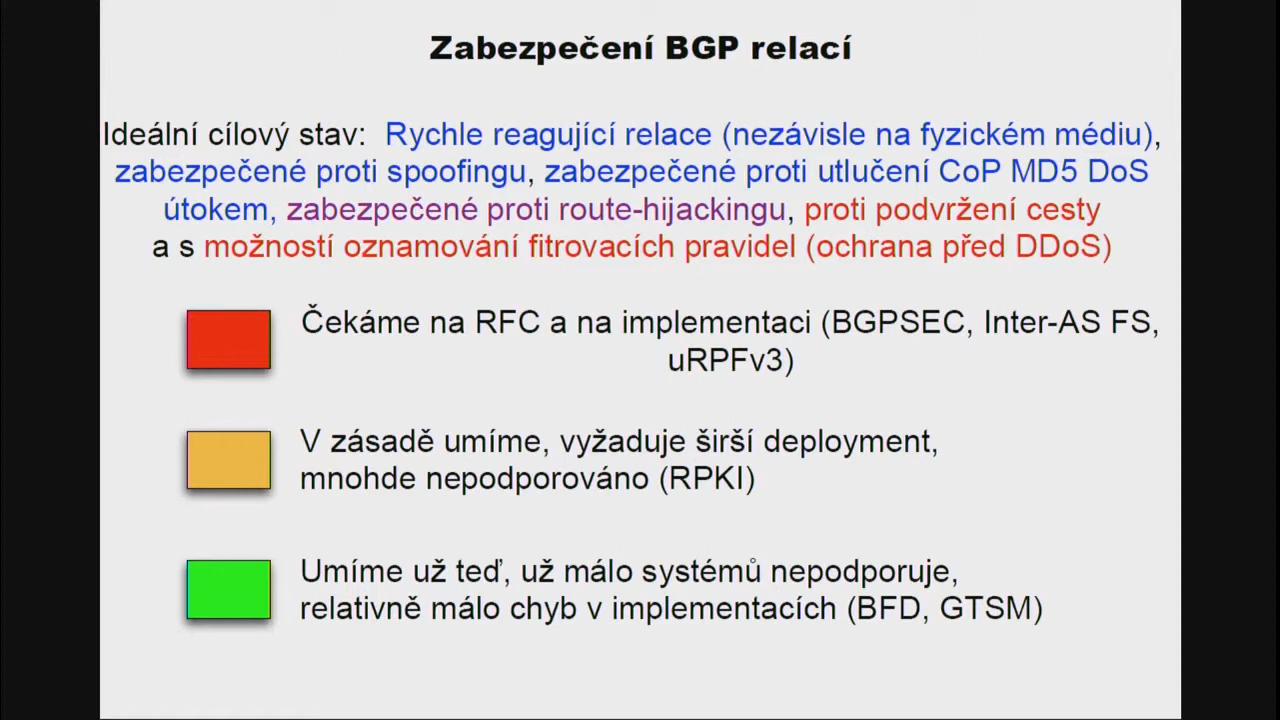 Zabezpečení BGP relací
Ideální cílový stav: Rychle reagující relace (nezávisle na fyzickém médiu),
zabezpečené proti spoofingu, zabezpečené proti utlučení CoP MD5 DoS
útokem, zabezpečené proti route-hijackingu, proti podvržení cesty
a s možností oznamování fitrovacích pravidel (ochrana před DDoS)
Čekáme na RFC a na implementaci (BGPSEC, Inter-AS FS,
uRPFv3)
V zásadě umíme, vyžaduje širší deployment,
mnohde nepodporováno (RPKI)
Umíme už teď, už málo systémů nepodporuje,
relativně málo chyb v implementacích (BFD, GTSM)